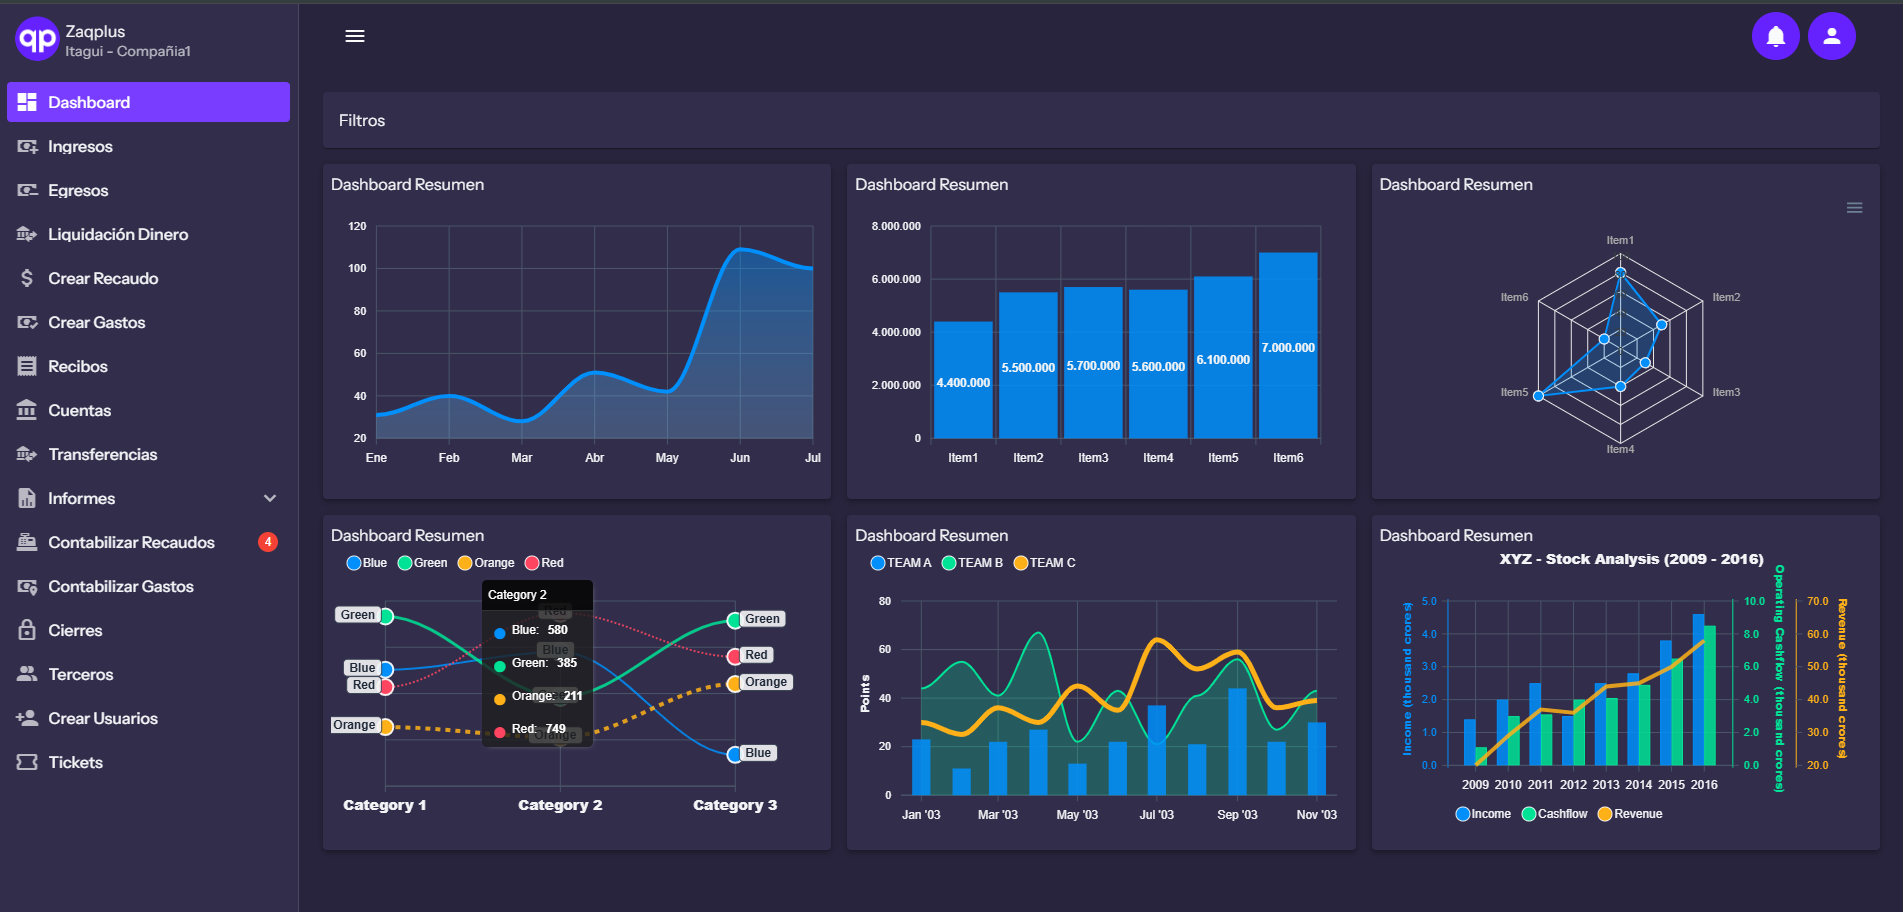 Zaqplus
Itagui - Compañia1
Dashboard
Ingresos
Egresos
Liquidación Dinero
Crear Recaudo
Crear Gastos
Recibos
Cuentas
Transferencias
Informes
Contabilizar Recaudos 4
Contabilizar Gastos
Cierres
Terceros
Crear Usuarios
Tickets
Filtros
Dashboard Resumen
120
100
80
60
40
20
Ene Feb Mar Abr May Jun Jul
Dashboard Resumen
8.000.000
6.000.000
4.000.000
2.000.000
0
4.400.000 5.500.000 5.700.000 5.600.000 6.100.000 7.000.000
Item1 Item2 Item3 Item4 Item5 Item6
Dashboard Resumen
Item1
Item2
Item3
Item4
Item5
Item6
Dashboard Resumen
Blue Green Orange Red
Green
Blue
Red
Orange
Category 2
Blue: 580
Green: 385
Orange: 211
Red: 749
Red
Blue
Orange
Green
Red
Orange
Blue
Category 1 Category 2 Category 3
Dashboard Resumen
TEAM A TEAM B TEAM C
Points
80
60
40
20
0
Jan '03 Mar '03 May '03 Jul '03 Sep '03 Nov '03
Dashboard Resumen
XYZ - Stock Analysis (2009 - 2016)
Income (thousand crores)
5.0
4.0
3.0
2.0
1.0
0.0
10.0
8.0
6.0
4.0
2.0
0.0
Operating Cashflow (thousand crores)
70.0
60.0
50.0
40.0
30.0
20.0
Revenue (thousand crores)
2009 2010 2011 2012 2013 2014 2015 2016
Income Cashflow Revenue